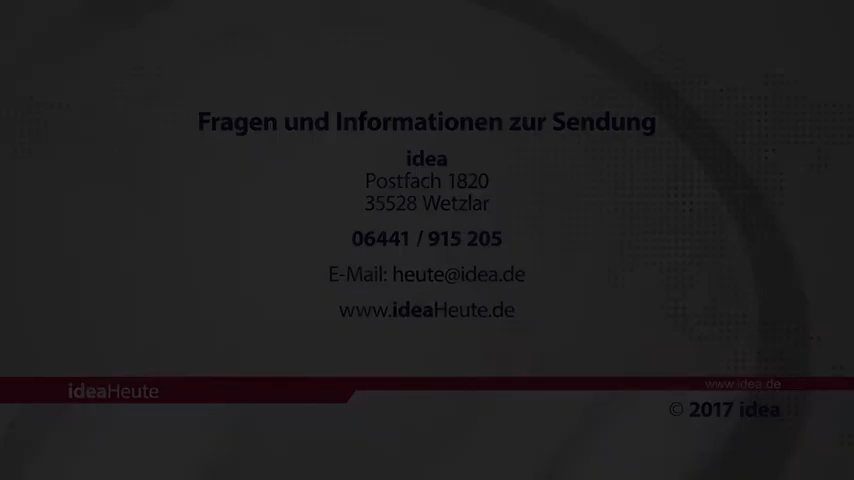 Fragen und Informationen zur Sendung
idea
Postfach 1820
35528 Wetzlar
06441 / 915 205
E-Mail: heute@idea.de
www.ideaHeute.de
www.idea.de
ideaHeute
© 2017 idea